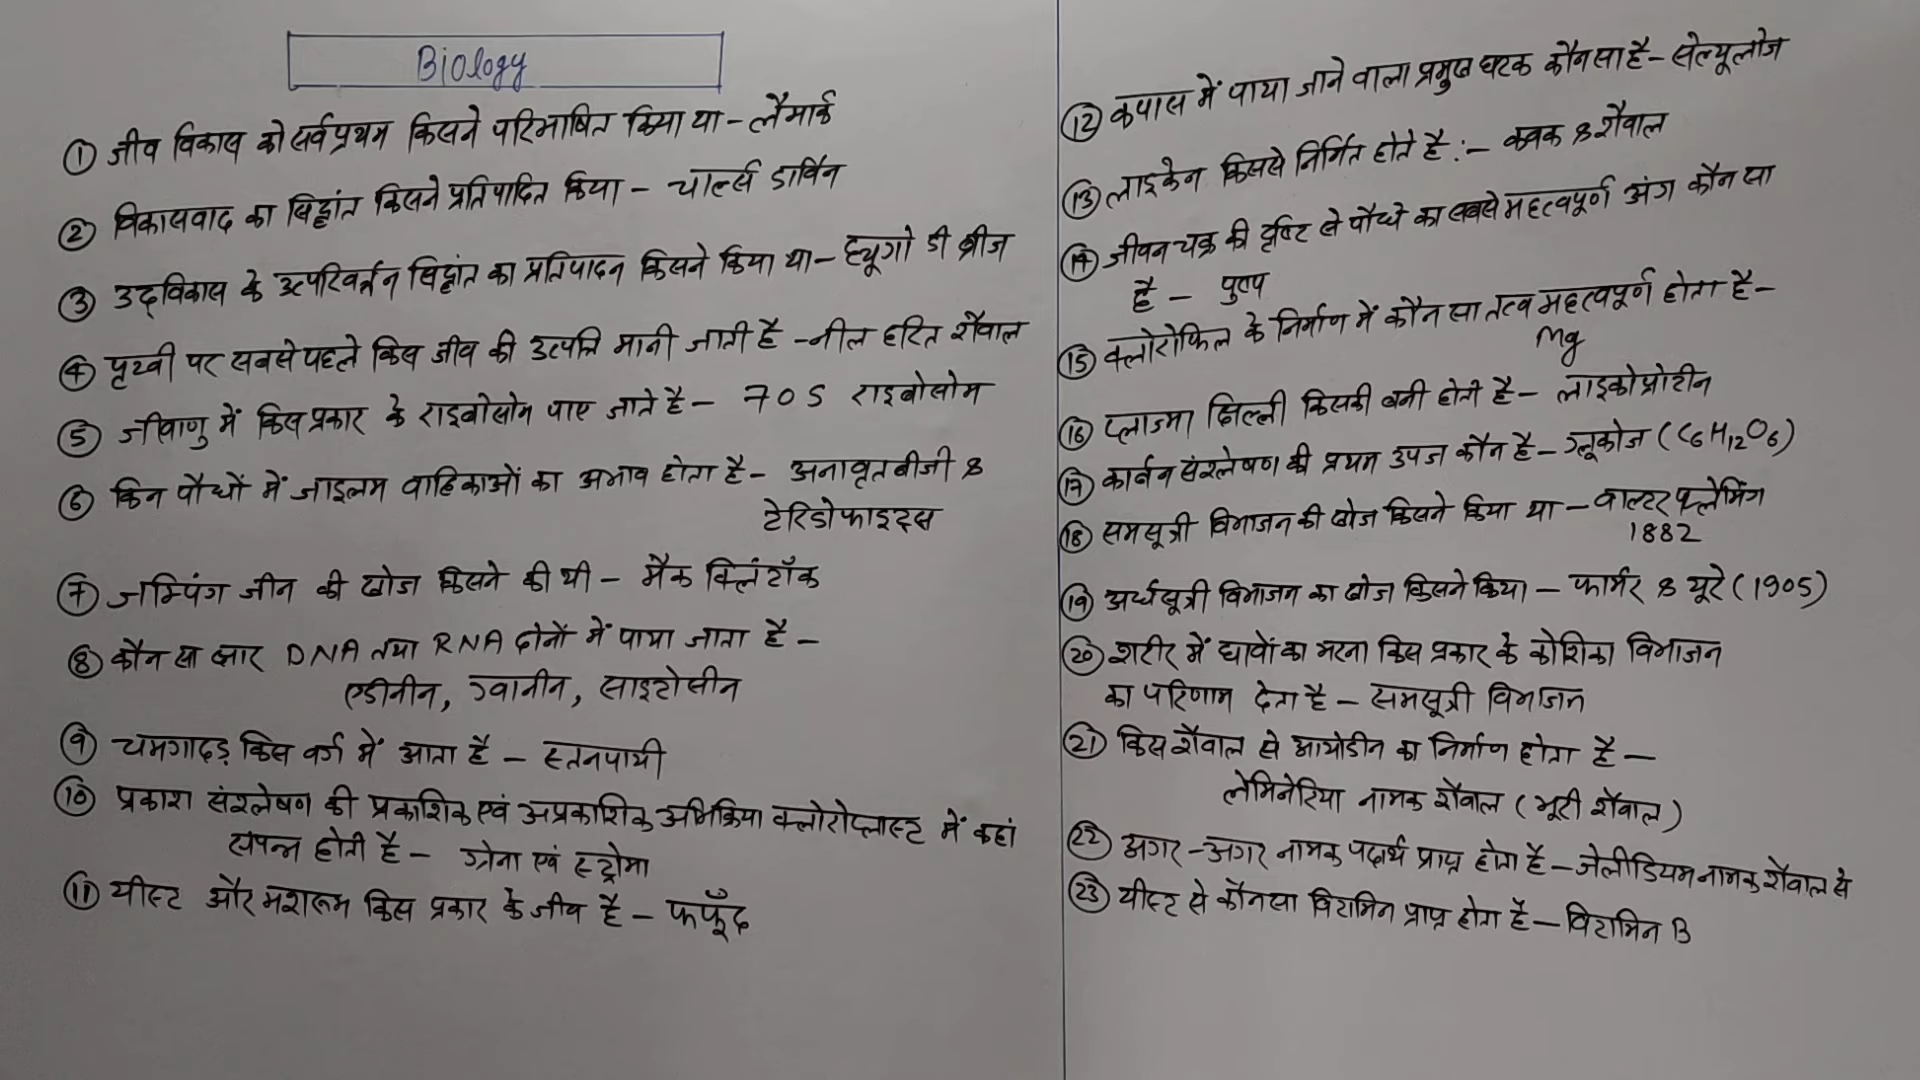 Biology
① जीव विकास को सर्वप्रथम किसने परिभाषित किया था - लैमार्क
② विकासवाद का सिद्धांत किसने प्रतिपादित किया - चार्ल्स डार्विन
③ उद्विकास के उत्परिवर्तन सिद्धांत का प्रतिपादन किसने किया था - ह्यूगो डी ब्रीज
④ पृथ्वी पर सबसे पहले किस जीव की उत्पत्ति मानी जाती है - नील हरित शैवाल
⑤ जीवाणु में किस प्रकार के राइबोसोम पाए जाते है - 70S राइबोसोम
⑥ किन पौधों में जाइलम वाहिकाओं का अभाव होता है - अनावृतबीजी &
टेरिडोफाइट्स
⑦ जम्पिंग जीन की खोज किसने की थी - मैक क्लिंटॉक
⑧ कौन सा क्षार DNA तथा RNA दोनों में पाया जाता है -
एडीनीन, ग्वानीन, साइटोसीन
⑨ चमगादड़ किस वर्ग में आता है - स्तनपायी
⑩ प्रकाश संश्लेषण की प्रकाशिक एवं अप्रकाशिक अभिक्रिया क्लोरोप्लास्ट में कहां
संपन्न होती है - ग्रेना एवं स्ट्रोमा
⑪ यीस्ट और मशरूम किस प्रकार के जीव है - फफूँद
⑫ कपास में पाया जाने वाला प्रमुख घटक कौन सा है - सेल्यूलोज
⑬ लाइकेन किससे निर्मित होते है :- कवक & शैवाल
⑭ जीवन चक्र की दृष्टि से पौधे का सबसे महत्वपूर्ण अंग कौन सा
है - पुष्प
⑮ क्लोरोफिल के निर्माण में कौन सा तत्व महत्वपूर्ण होता है -
Mg
⑯ प्लाज्मा झिल्ली किसकी बनी होती है - लाइकोप्रोटीन
⑰ कार्बन संश्लेषण की प्रथम उपज कौन है - ग्लूकोज (C6H12O6)
⑱ समसूत्री विभाजन की खोज किसने किया था - वाल्टर फ्लेमिंग
1882
⑲ अर्धसूत्री विभाजन का खोज किसने किया - फार्मर & मूरे (1905)
⑳ शरीर में घावों का भरना किस प्रकार के कोशिका विभाजन
का परिणाम देता है - समसूत्री विभाजन
㉑ किस शैवाल से आयोडीन का निर्माण होता है -
लेमिनेरिया नामक शैवाल (भूरी शैवाल)
㉒ अगर-अगर नामक पदार्थ प्राप्त होता है - जेलीडियम नामक शैवाल से
㉓ यीस्ट से कौनसा विटामिन प्राप्त होता है - विटामिन B